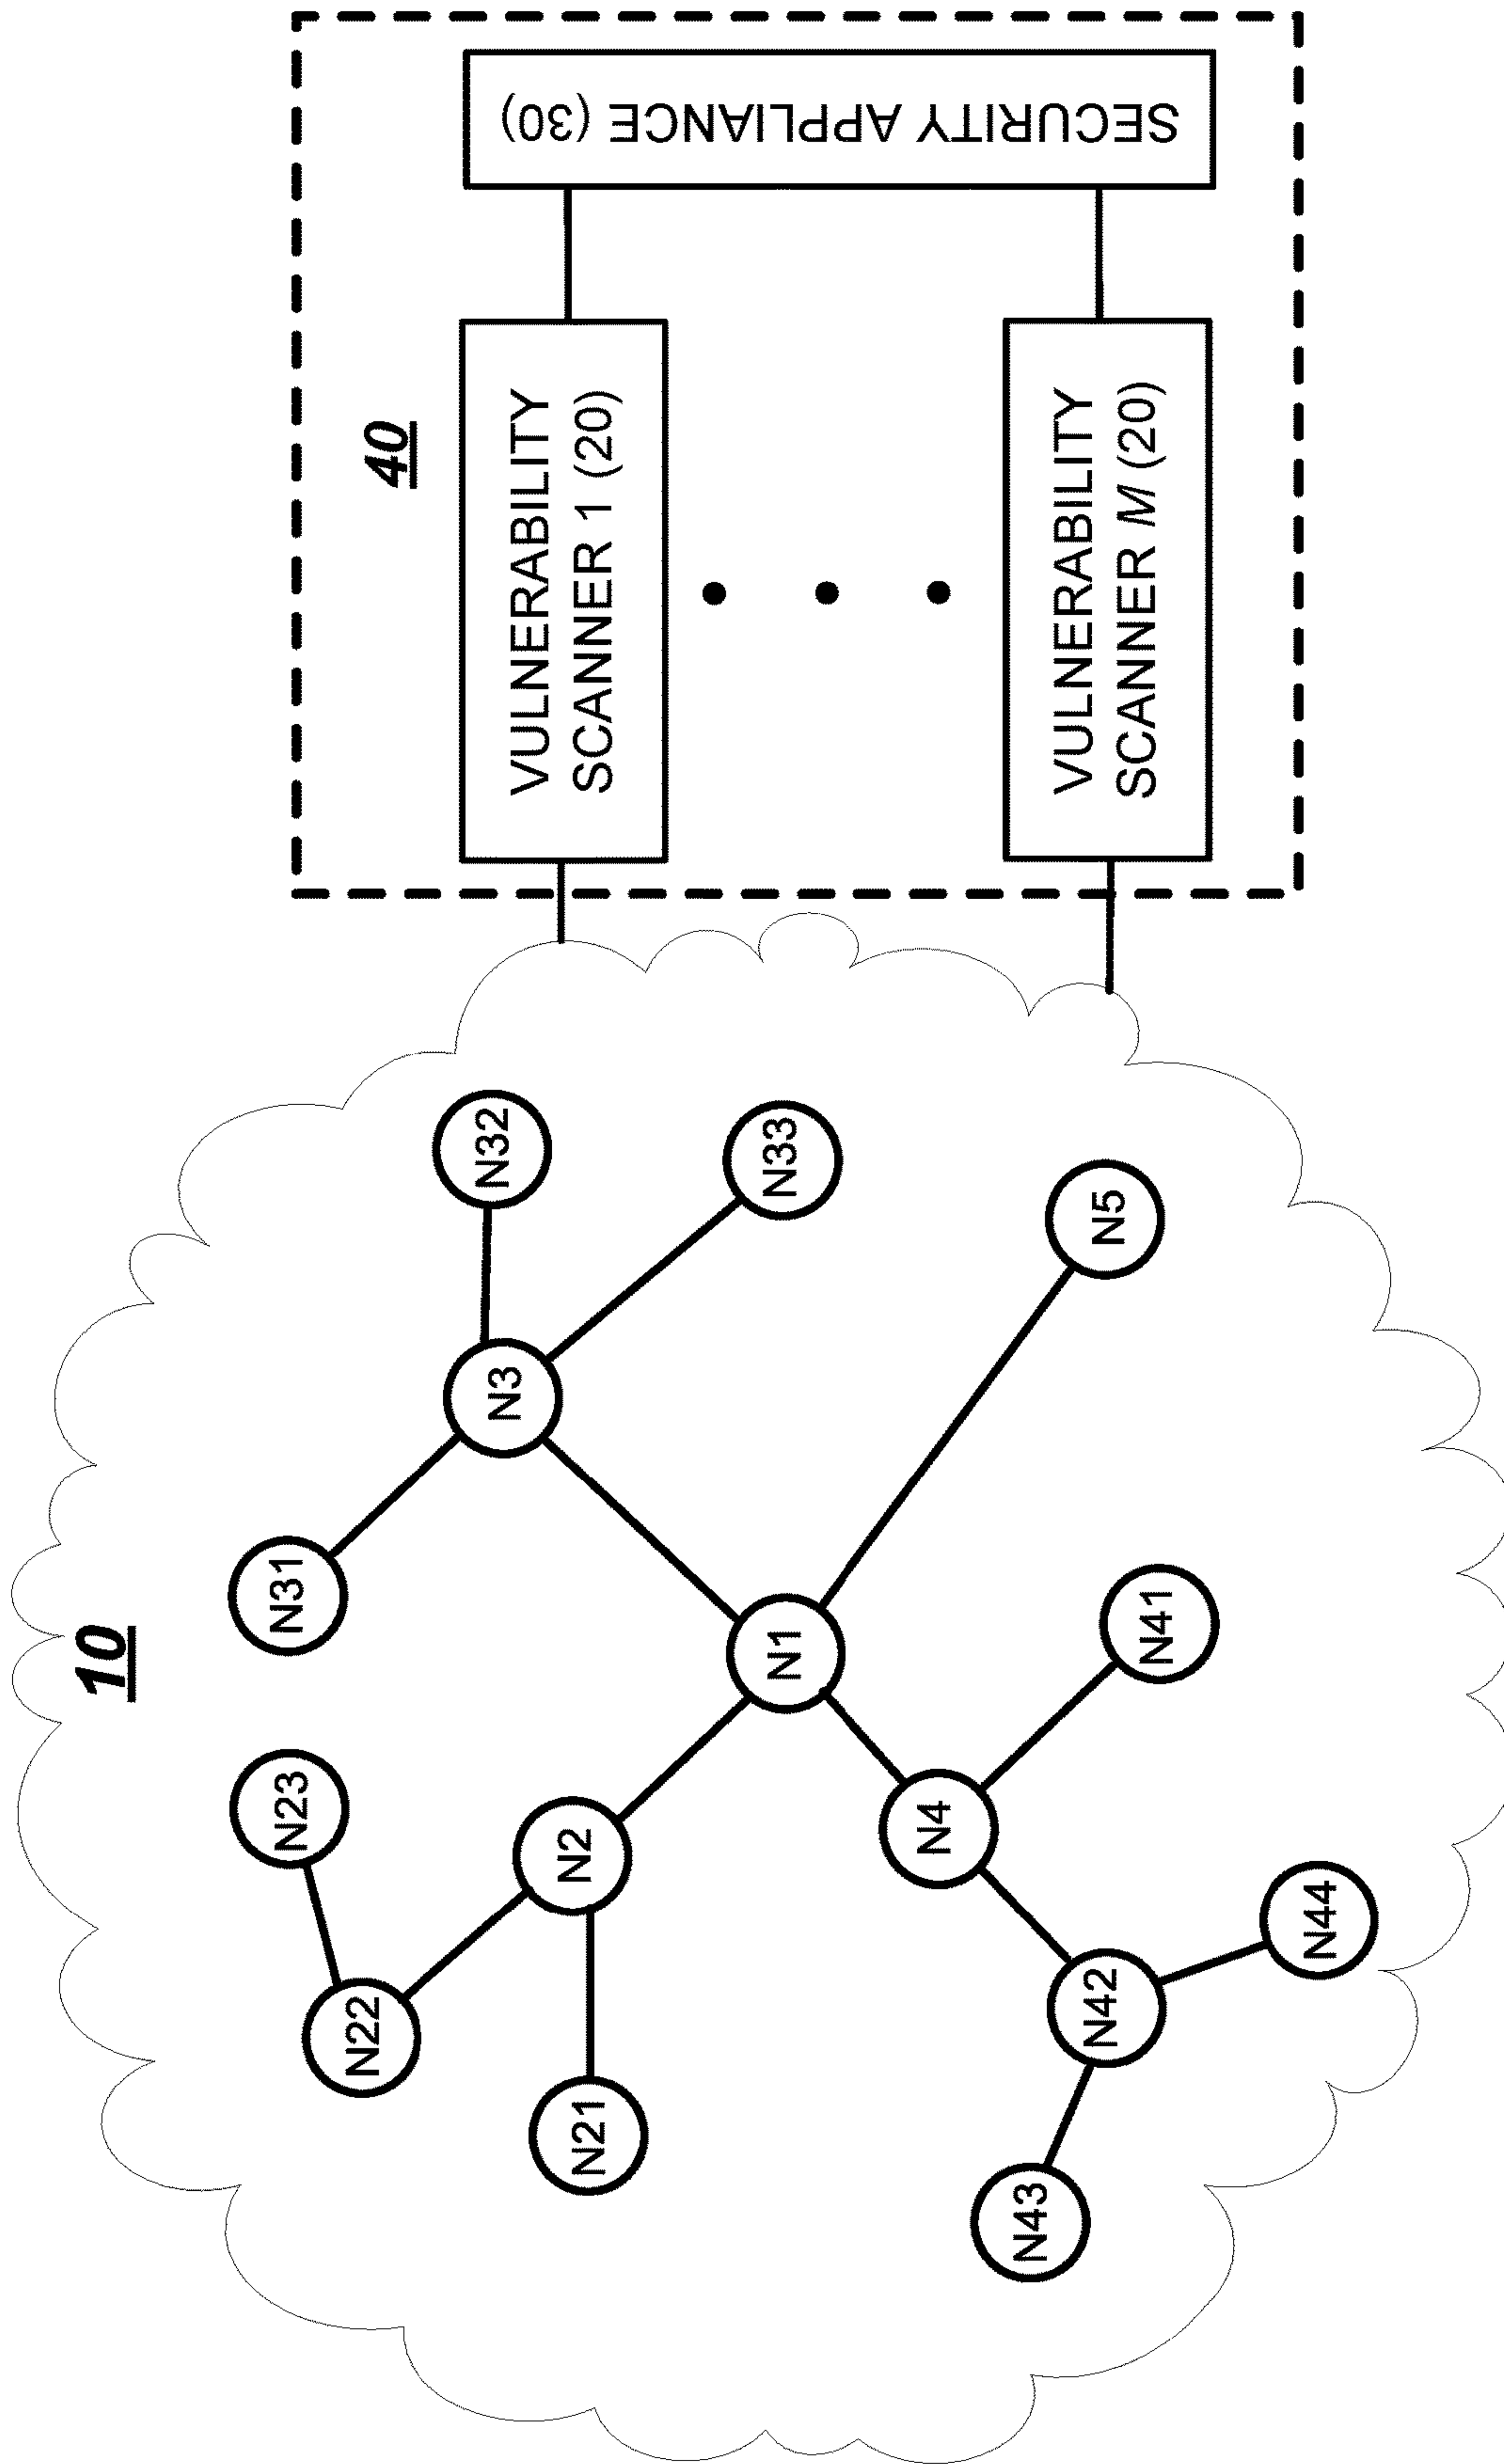 10
N23
N31
N22
N32
N3
N2
N21
N33
N1
N4
N5
N42
N41
N43
N44
40
VULNERABILITY
SCANNER 1 (20)
VULNERABILITY
SCANNER M (20)
SECURITY APPLIANCE (30)